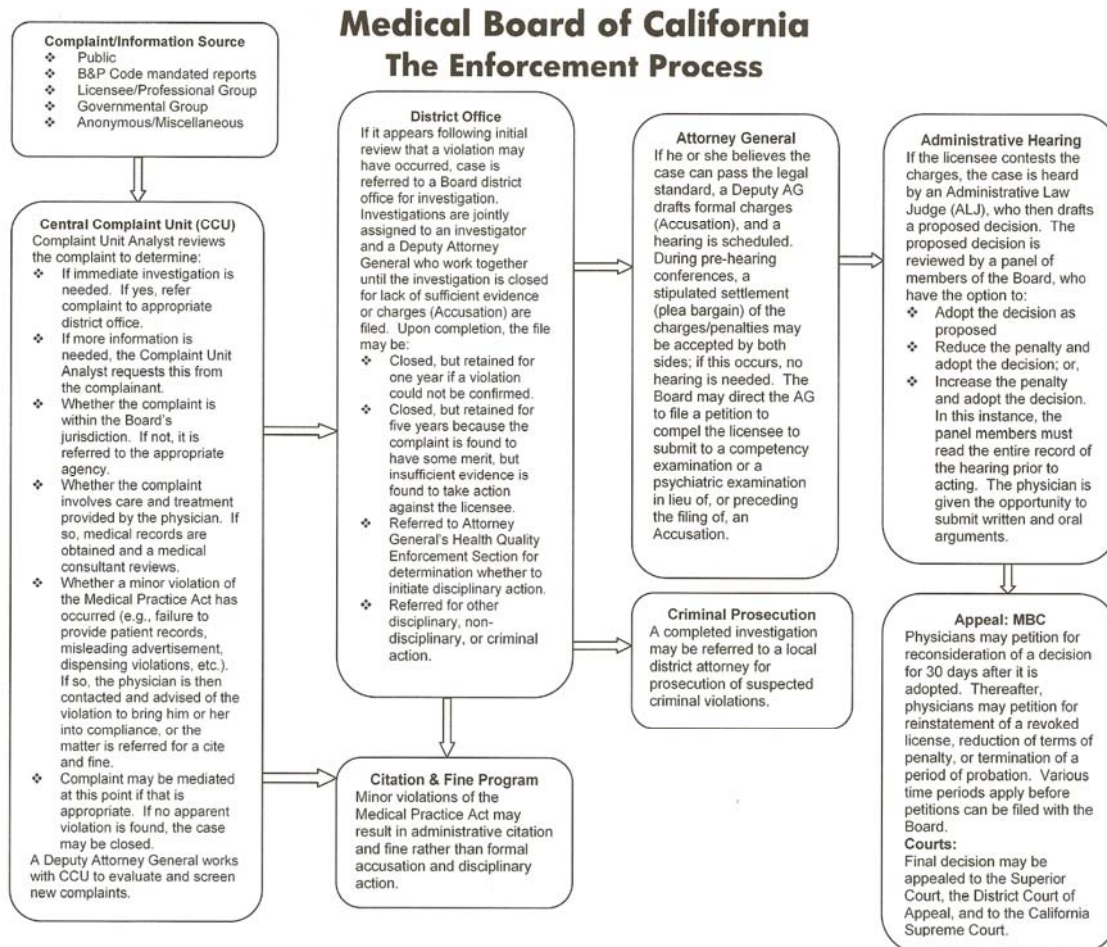 Medical Board of California
The Enforcement Process
Complaint/Information Source
❖ Public
❖ B&P Code mandated reports
❖ Licensee/Professional Group
❖ Governmental Group
❖ Anonymous/Miscellaneous
Central Complaint Unit (CCU)
Complaint Unit Analyst reviews
the complaint to determine:
❖ If immediate investigation is
needed. If yes, refer
complaint to appropriate
district office.
❖ If more information is
needed, the Complaint Unit
Analyst requests this from
the complainant.
❖ Whether the complaint is
within the Board's
jurisdiction. If not, it is
referred to the appropriate
agency.
❖ Whether the complaint
involves care and treatment
provided by the physician. If
so, medical records are
obtained and a medical
consultant reviews.
❖ Whether a minor violation of
the Medical Practice Act has
occurred (e.g., failure to
provide patient records,
misleading advertisement,
dispensing violations, etc.).
If so, the physician is then
contacted and advised of the
violation to bring him or her
into compliance, or the
matter is referred for a cite
and fine.
❖ Complaint may be mediated
at this point if that is
appropriate. If no apparent
violation is found, the case
may be closed.
A Deputy Attorney General works
with CCU to evaluate and screen
new complaints.
District Office
If it appears following initial
review that a violation may
have occurred, case is
referred to a Board district
office for investigation.
Investigations are jointly
assigned to an investigator
and a Deputy Attorney
General who work together
until the investigation is closed
for lack of sufficient evidence
or charges (Accusation) are
filed. Upon completion, the file
may be:
❖ Closed, but retained for
one year if a violation
could not be confirmed.
❖ Closed, but retained for
five years because the
complaint is found to
have some merit, but
insufficient evidence is
found to take action
against the licensee.
❖ Referred to Attorney
General's Health Quality
Enforcement Section for
determination whether to
initiate disciplinary action.
❖ Referred for other
disciplinary, non-
disciplinary, or criminal
action.
Citation & Fine Program
Minor violations of the
Medical Practice Act may
result in administrative citation
and fine rather than formal
accusation and disciplinary
action.
Attorney General
If he or she believes the
case can pass the legal
standard, a Deputy AG
drafts formal charges
(Accusation), and a
hearing is scheduled.
During pre-hearing
conferences, a
stipulated settlement
(plea bargain) of the
charges/penalties may
be accepted by both
sides; if this occurs, no
hearing is needed. The
Board may direct the AG
to file a petition to
compel the licensee to
submit to a competency
examination or a
psychiatric examination
in lieu of, or preceding
the filing of, an
Accusation.
Criminal Prosecution
A completed investigation
may be referred to a local
district attorney for
prosecution of suspected
criminal violations.
Administrative Hearing
If the licensee contests the
charges, the case is heard
by an Administrative Law
Judge (ALJ), who then drafts
a proposed decision. The
proposed decision is
reviewed by a panel of
members of the Board, who
have the option to:
❖ Adopt the decision as
proposed
❖ Reduce the penalty and
adopt the decision; or,
❖ Increase the penalty
and adopt the decision.
In this instance, the
panel members must
read the entire record of
the hearing prior to
acting. The physician is
given the opportunity to
submit written and oral
arguments.
Appeal: MBC
Physicians may petition for
reconsideration of a decision
for 30 days after it is
adopted. Thereafter,
physicians may petition for
reinstatement of a revoked
license, reduction of terms of
penalty, or termination of a
period of probation. Various
time periods apply before
petitions can be filed with the
Board.
Courts:
Final decision may be
appealed to the Superior
Court, the District Court of
Appeal, and to the California
Supreme Court.